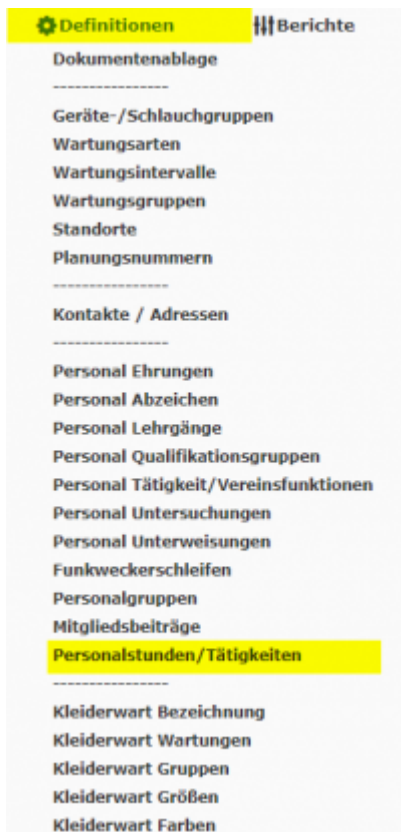 Definitionen Berichte
Dokumentenablage
----------------
Geräte-/Schlauchgruppen
Wartungsarten
Wartungsintervalle
Wartungsgruppen
Standorte
Planungsnummern
----------------
Kontakte / Adressen
----------------
Personal Ehrungen
Personal Abzeichen
Personal Lehrgänge
Personal Qualifikationsgruppen
Personal Tätigkeit/Vereinsfunktionen
Personal Untersuchungen
Personal Unterweisungen
Funkweckerschleifen
Personalgruppen
Mitgliedsbeiträge
Personalstunden/Tätigkeiten
----------------
Kleiderwart Bezeichnung
Kleiderwart Wartungen
Kleiderwart Gruppen
Kleiderwart Größen
Kleiderwart Farben